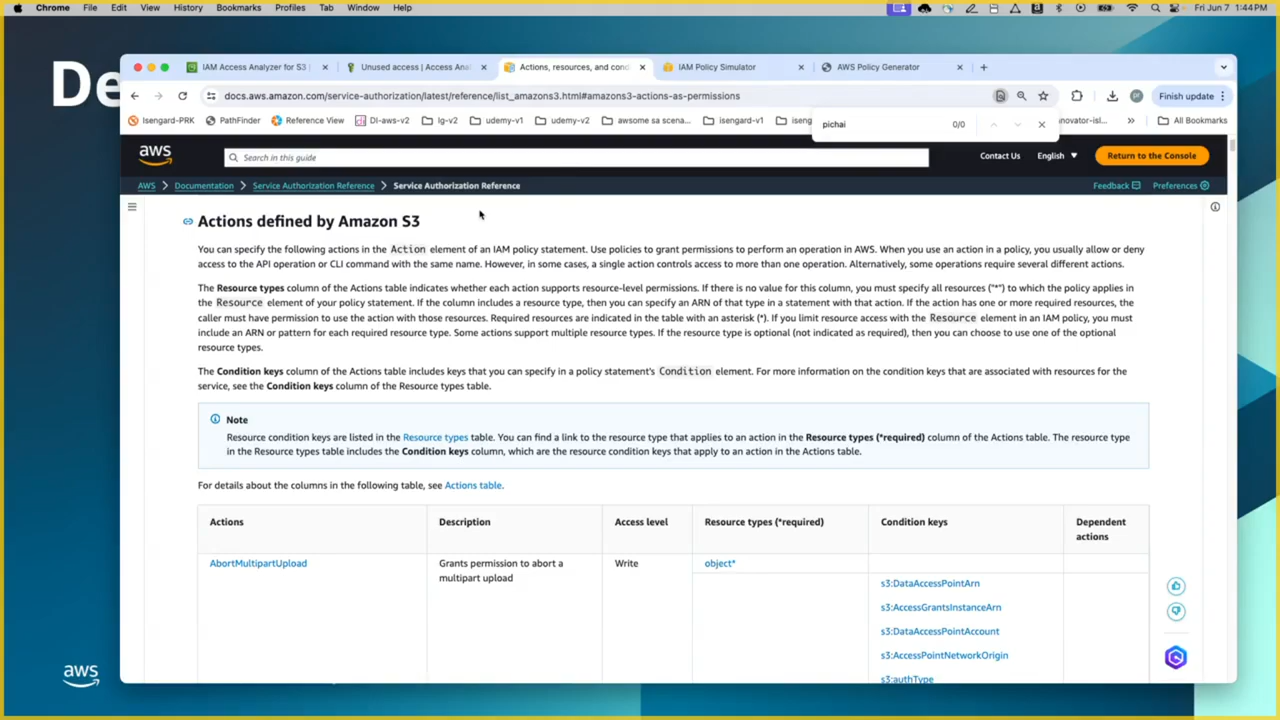 Chrome File Edit View History Bookmarks Profiles Tab Window Help
Fri Jun 7 1:44PM
De
IAM Access Analyzer for S3
Unused access | Access Ana
Actions, resources, and cond
IAM Policy Simulator
AWS Policy Generator
docs.aws.amazon.com/service-authorization/latest/reference/list_amazons3.html#amazons3-actions-as-permissions
Finish update
Isengard-PRK
PathFinder
Reference View
DI-aws-v2
lg-v2
udemy-v1
udemy-v2
awsome sa scena...
isengard-v1
iseng
nnovator-isl...
All Bookmarks
pichai 0/0
aws
Search in this guide
Contact Us
English
Return to the Console
AWS > Documentation > Service Authorization Reference > Service Authorization Reference
Feedback
Preferences
Actions defined by Amazon S3
You can specify the following actions in the Action element of an IAM policy statement. Use policies to grant permissions to perform an operation in AWS. When you use an action in a policy, you usually allow or deny
access to the API operation or CLI command with the same name. However, in some cases, a single action controls access to more than one operation. Alternatively, some operations require several different actions.
The Resource types column of the Actions table indicates whether each action supports resource-level permissions. If there is no value for this column, you must specify all resources ("*") to which the policy applies in
the Resource element of your policy statement. If the column includes a resource type, then you can specify an ARN of that type in a statement with that action. If the action has one or more required resources, the
caller must have permission to use the action with those resources. Required resources are indicated in the table with an asterisk (*). If you limit resource access with the Resource element in an IAM policy, you must
include an ARN or pattern for each required resource type. Some actions support multiple resource types. If the resource type is optional (not indicated as required), then you can choose to use one of the optional
resource types.
The Condition keys column of the Actions table includes keys that you can specify in a policy statement's Condition element. For more information on the condition keys that are associated with resources for the
service, see the Condition keys column of the Resource types table.
Note
Resource condition keys are listed in the Resource types table. You can find a link to the resource type that applies to an action in the Resource types (*required) column of the Actions table. The resource type
in the Resource types table includes the Condition keys column, which are the resource condition keys that apply to an action in the Actions table.
For details about the columns in the following table, see Actions table.
Actions
Description
Access level
Resource types (*required)
Condition keys
Dependent
actions
AbortMultipartUpload
Grants permission to abort a
multipart upload
Write
object*
s3:DataAccessPointArn
s3:AccessGrantsInstanceArn
s3:DataAccessPointAccount
s3:AccessPointNetworkOrigin
s3:authType
aws